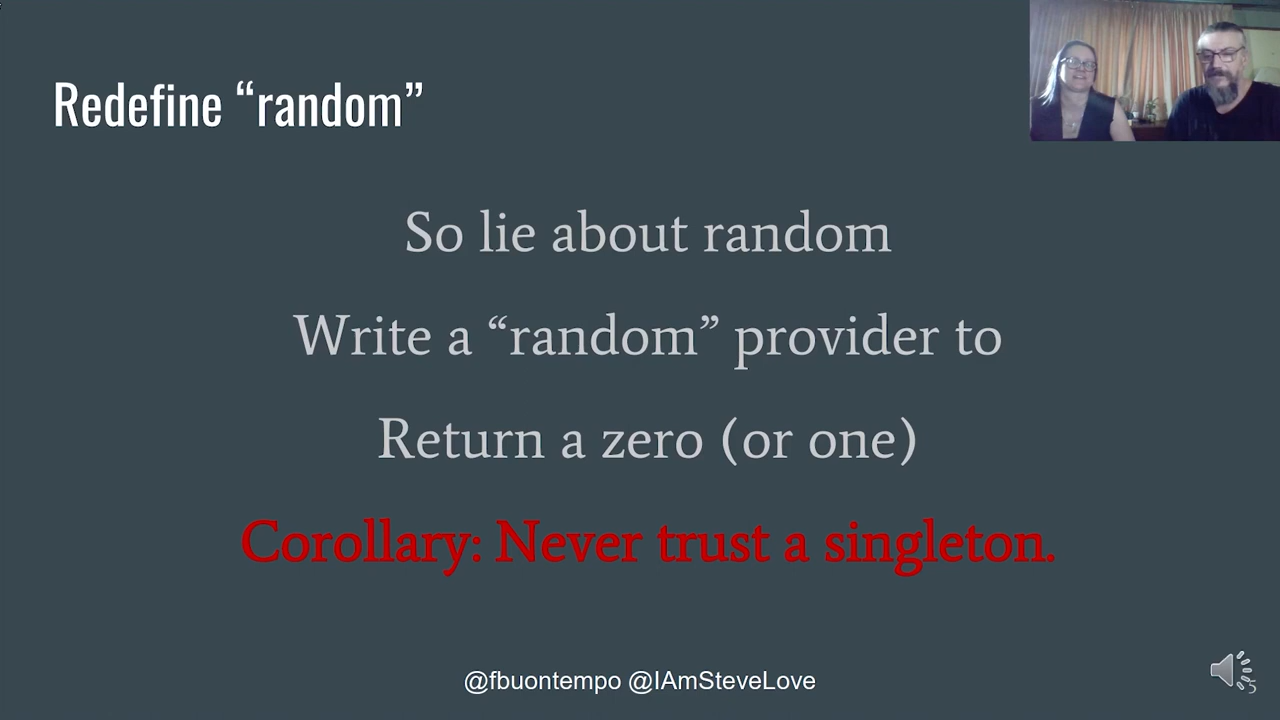 Redefine “random”
So lie about random
Write a “random” provider to
Return a zero (or one)
Corollary: Never trust a singleton.
@fbuontempo @IAmSteveLove
5